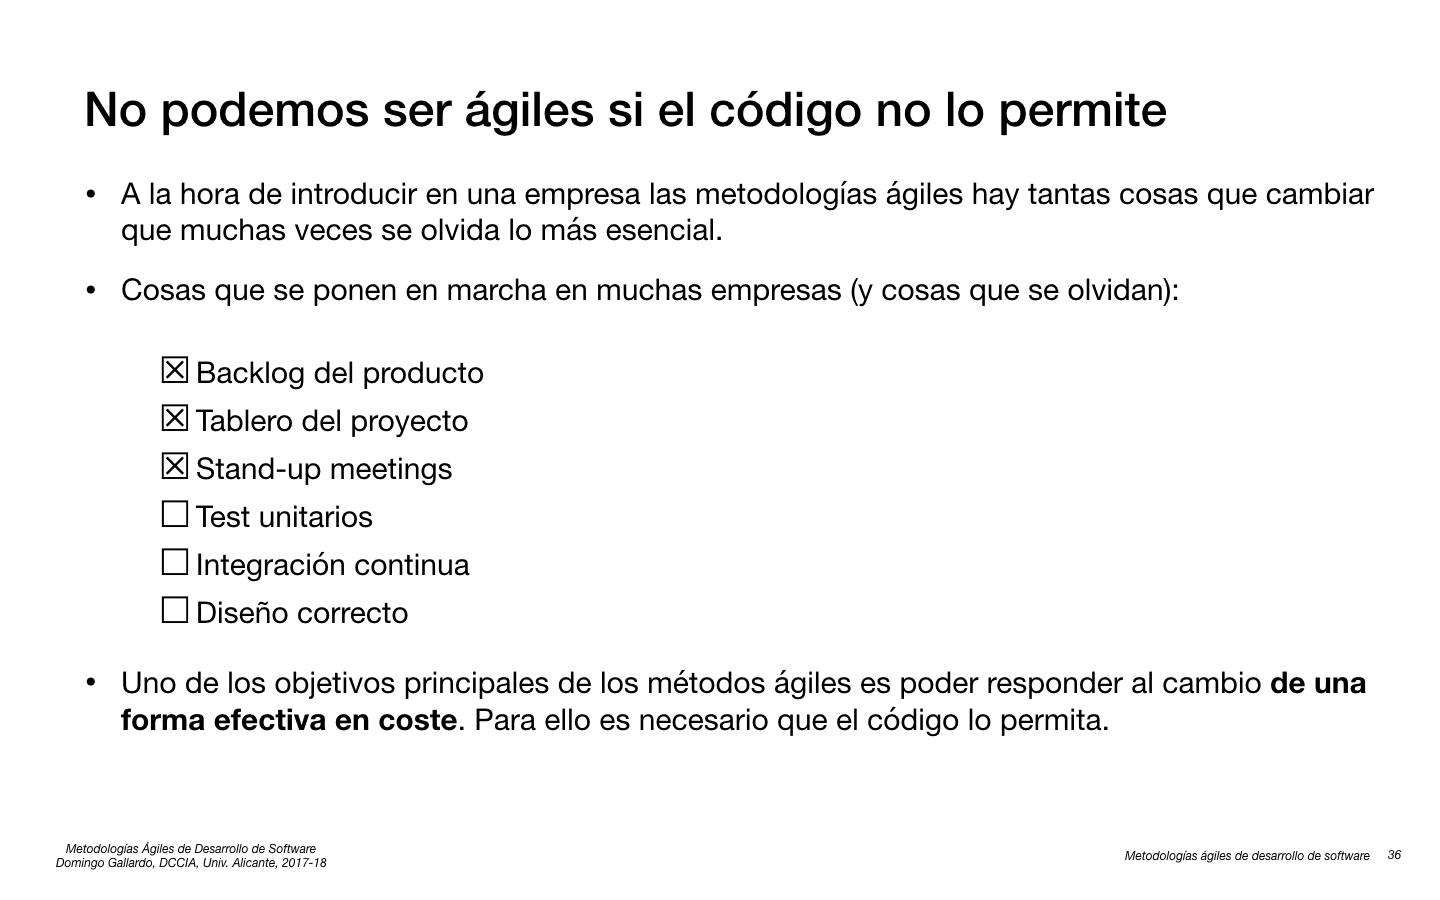 No podemos ser ágiles si el código no lo permite
• A la hora de introducir en una empresa las metodologías ágiles hay tantas cosas que cambiar
que muchas veces se olvida lo más esencial.
• Cosas que se ponen en marcha en muchas empresas (y cosas que se olvidan):
☒ Backlog del producto
☒ Tablero del proyecto
☒ Stand-up meetings
☐ Test unitarios
☐ Integración continua
☐ Diseño correcto
• Uno de los objetivos principales de los métodos ágiles es poder responder al cambio de una
forma efectiva en coste. Para ello es necesario que el código lo permita.
Metodologías Ágiles de Desarrollo de Software
Domingo Gallardo, DCCIA, Univ. Alicante, 2017-18
Metodologías ágiles de desarrollo de software 36